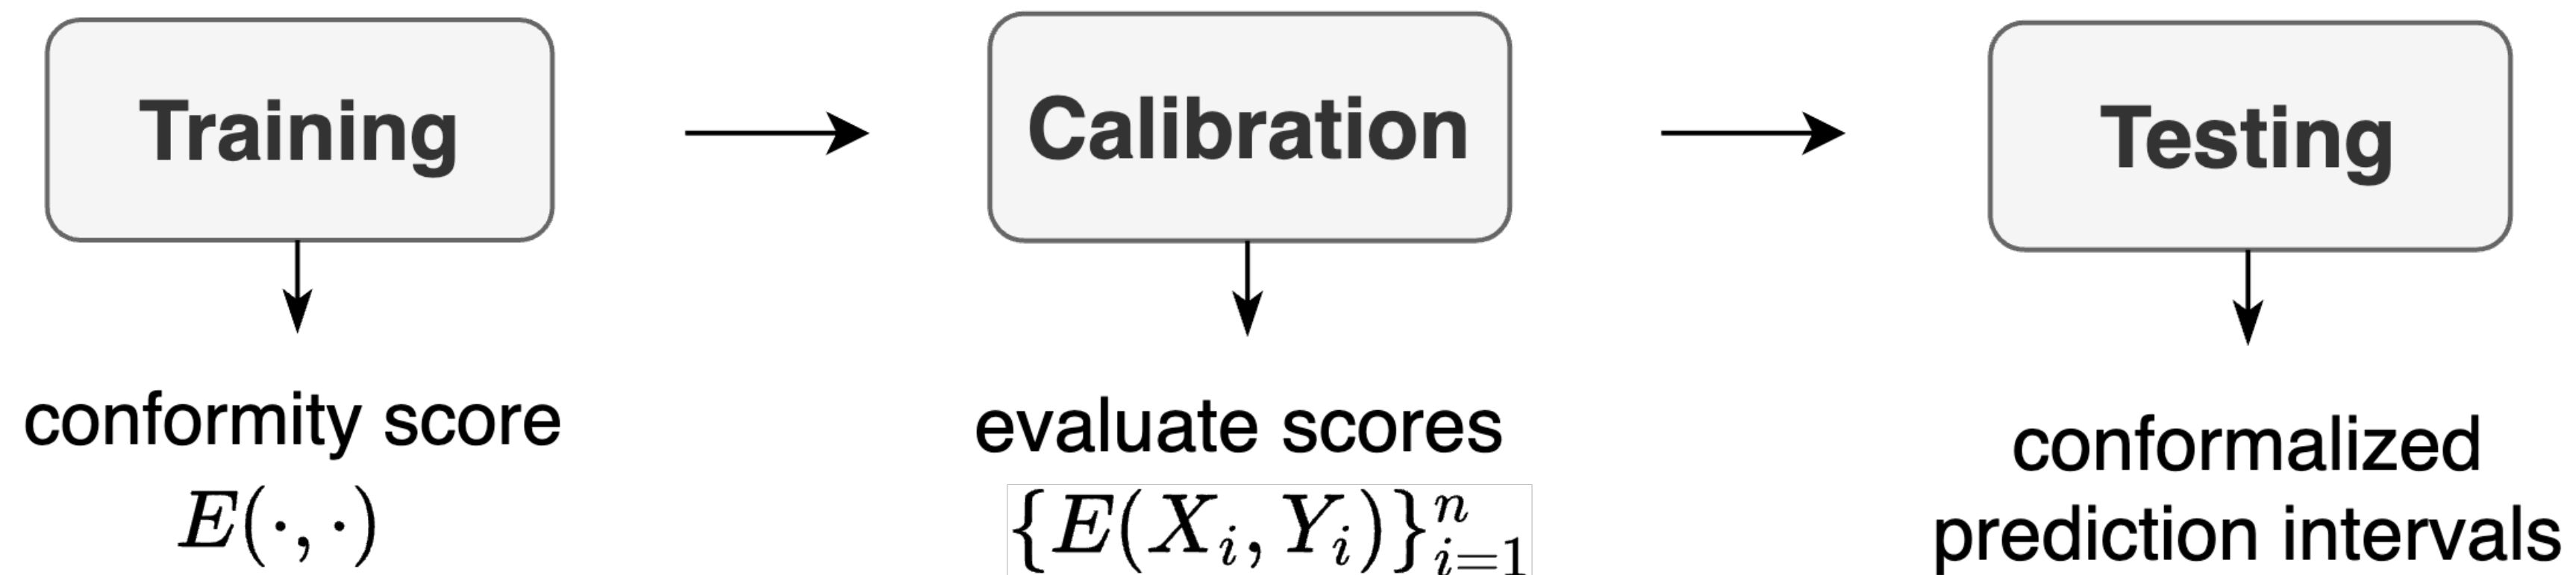 Training
Calibration
Testing
conformity score
E(·,·)
evaluate scores
{E(X_i, Y_i)}_{i=1}^n
conformalized
prediction intervals